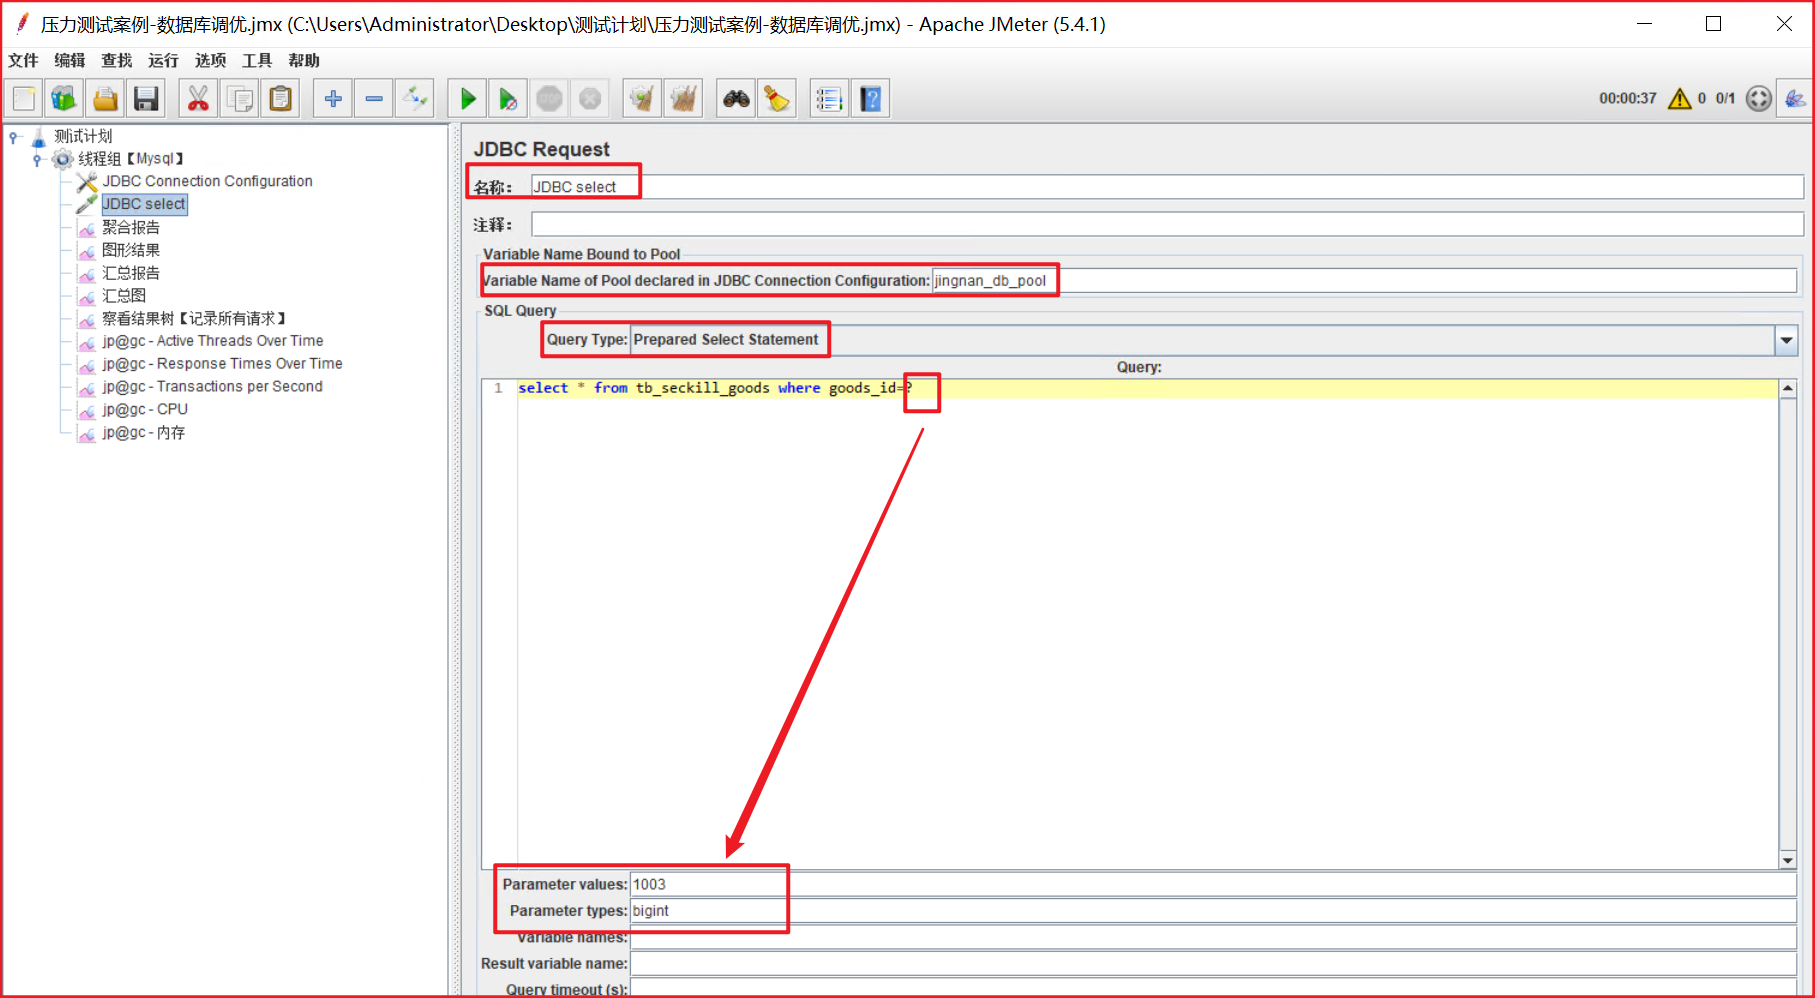 压力测试案例-数据库调优.jmx (C:\Users\Administrator\Desktop\测试计划\压力测试案例-数据库调优.jmx) - Apache JMeter (5.4.1)
文件 编辑 查找 运行 选项 工具 帮助
00:00:37 0 0/1
测试计划
线程组【Mysql】
JDBC Connection Configuration
JDBC select
聚合报告
图形结果
汇总报告
汇总图
察看结果树【记录所有请求】
jp@gc - Active Threads Over Time
jp@gc - Response Times Over Time
jp@gc - Transactions per Second
jp@gc - CPU
jp@gc - 内存
JDBC Request
名称: JDBC select
注释:
Variable Name Bound to Pool
Variable Name of Pool declared in JDBC Connection Configuration: jingnan_db_pool
SQL Query
Query Type: Prepared Select Statement
Query:
1 select * from tb_seckill_goods where goods_id=?
Parameter values: 1003
Parameter types: bigint
Variable names:
Result variable name:
Query timeout (s):